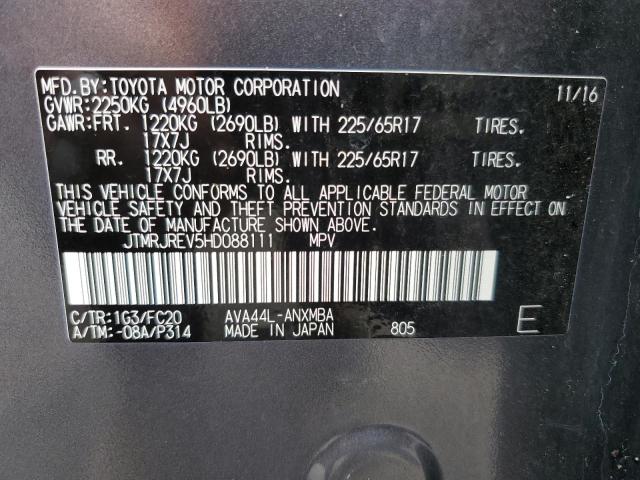 MFD.BY:TOYOTA MOTOR CORPORATION 11/16
GVWR:2250KG (4960LB)
GAWR:FRT. 1220KG (2690LB) WITH 225/65R17 TIRES.
17X7J RIMS.
RR. 1220KG (2690LB) WITH 225/65R17 TIRES.
17X7J RIMS.
THIS VEHICLE CONFORMS TO ALL APPLICABLE FEDERAL MOTOR
VEHICLE SAFETY AND THEFT PREVENTION STANDARDS IN EFFECT ON
THE DATE OF MANUFACTURE SHOWN ABOVE.
JTMRJREV5HD088111 MPV
C/TR:1G3/FC20 AVA44L-ANXMBA
A/TM:-08A/P314 MADE IN JAPAN 805 E